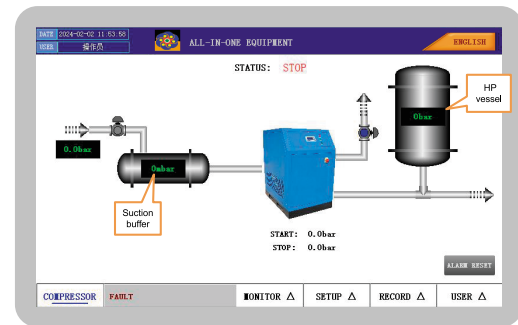 DATE 2024-02-02 11:53:58
USER 操作员
ALL-IN-ONE EQUIPMENT
ENGLISH
STATUS: STOP
HP
vessel
0bar
0.0bar
0mbar
Suction
buffer
START: 0.0bar
STOP: 0.0bar
ALARM RESET
COMPRESSOR FAULT MONITOR △ SETUP △ RECORD △ USER △